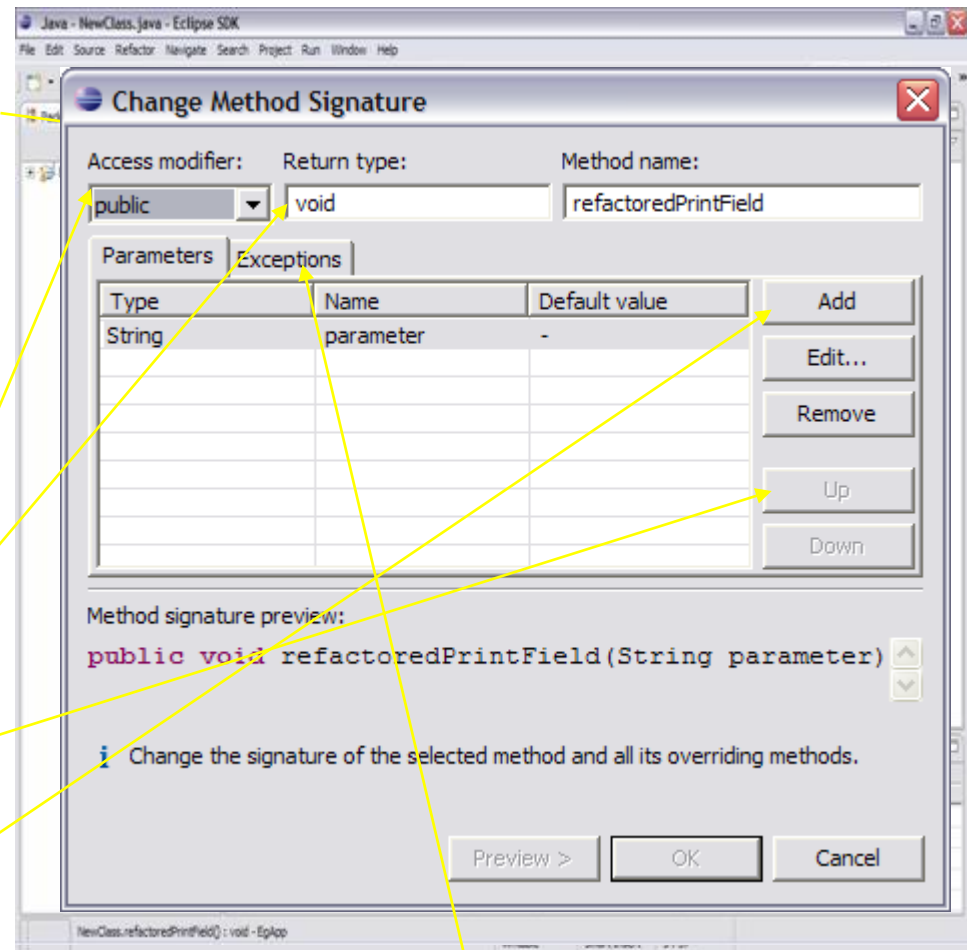 Java - NewClass.java - Eclipse SDK
File Edit Source Refactor Navigate Search Project Run Window Help
Change Method Signature
Access modifier: Return type: Method name:
public void refactoredPrintField
Parameters Exceptions
Type Name Default value
String parameter -
Add
Edit...
Remove
Up
Down
Method signature preview:
public void refactoredPrintField(String parameter)
Change the signature of the selected method and all its overriding methods.
Preview > OK Cancel
NewClass.refactoredPrintField() : void - EgApp